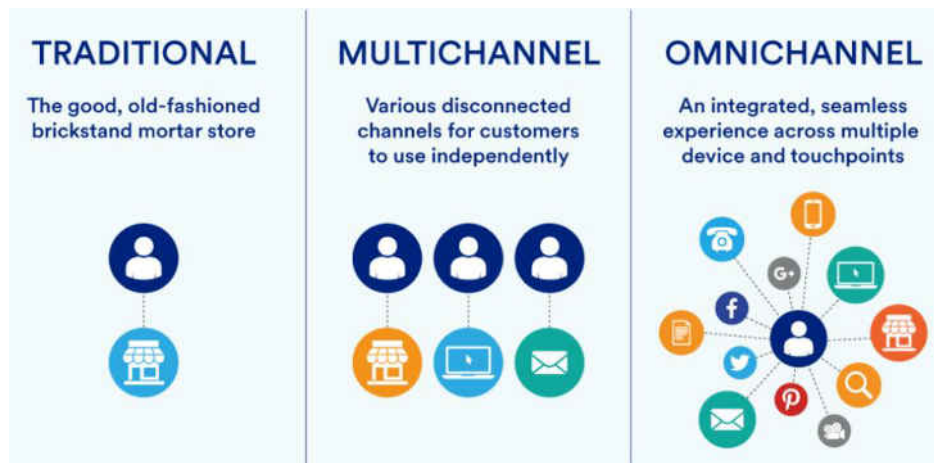 TRADITIONAL
The good, old-fashioned
brickstand mortar store
MULTICHANNEL
Various disconnected
channels for customers
to use independently
OMNICHANNEL
An integrated, seamless
experience across multiple
device and touchpoints
G+
f